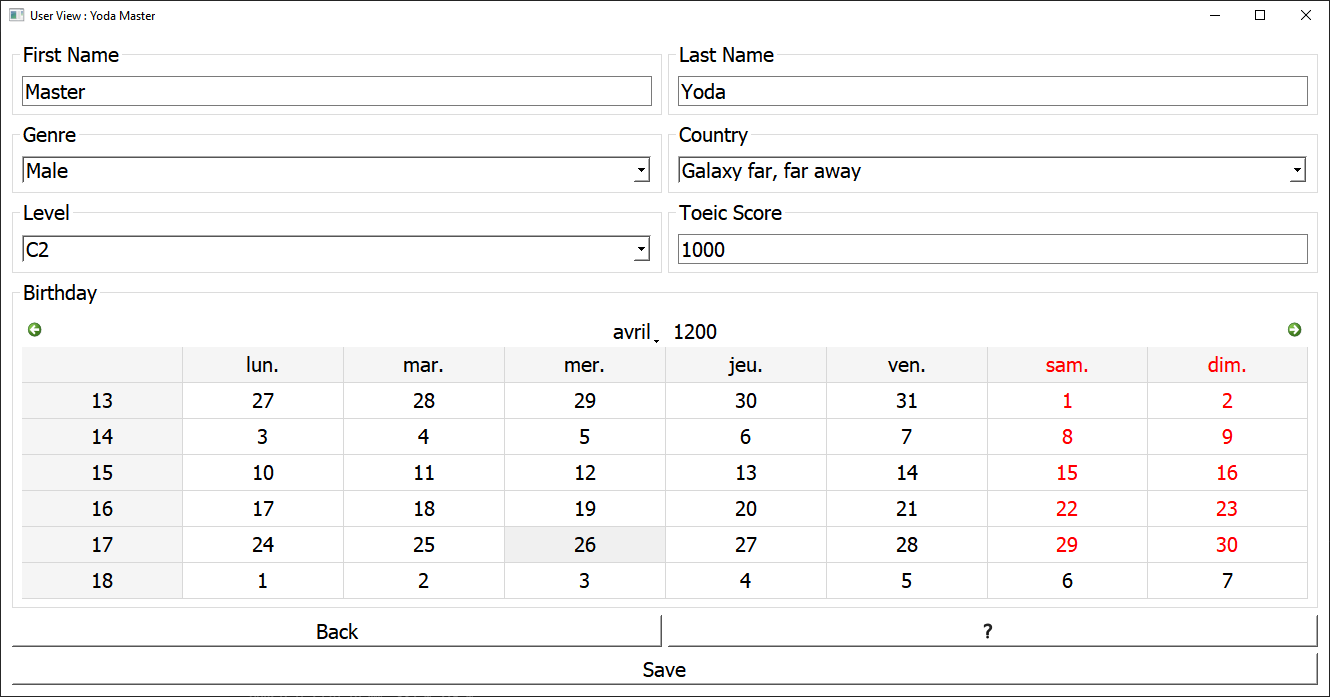 User View : Yoda Master
First Name Last Name
Master Yoda
Genre Country
Male Galaxy far, far away
Level Toeic Score
C2 1000
Birthday
avril 1200
lun. mar. mer. jeu. ven. sam. dim.
13 27 28 29 30 31 1 2
14 3 4 5 6 7 8 9
15 10 11 12 13 14 15 16
16 17 18 19 20 21 22 23
17 24 25 26 27 28 29 30
18 1 2 3 4 5 6 7
Back ?
Save